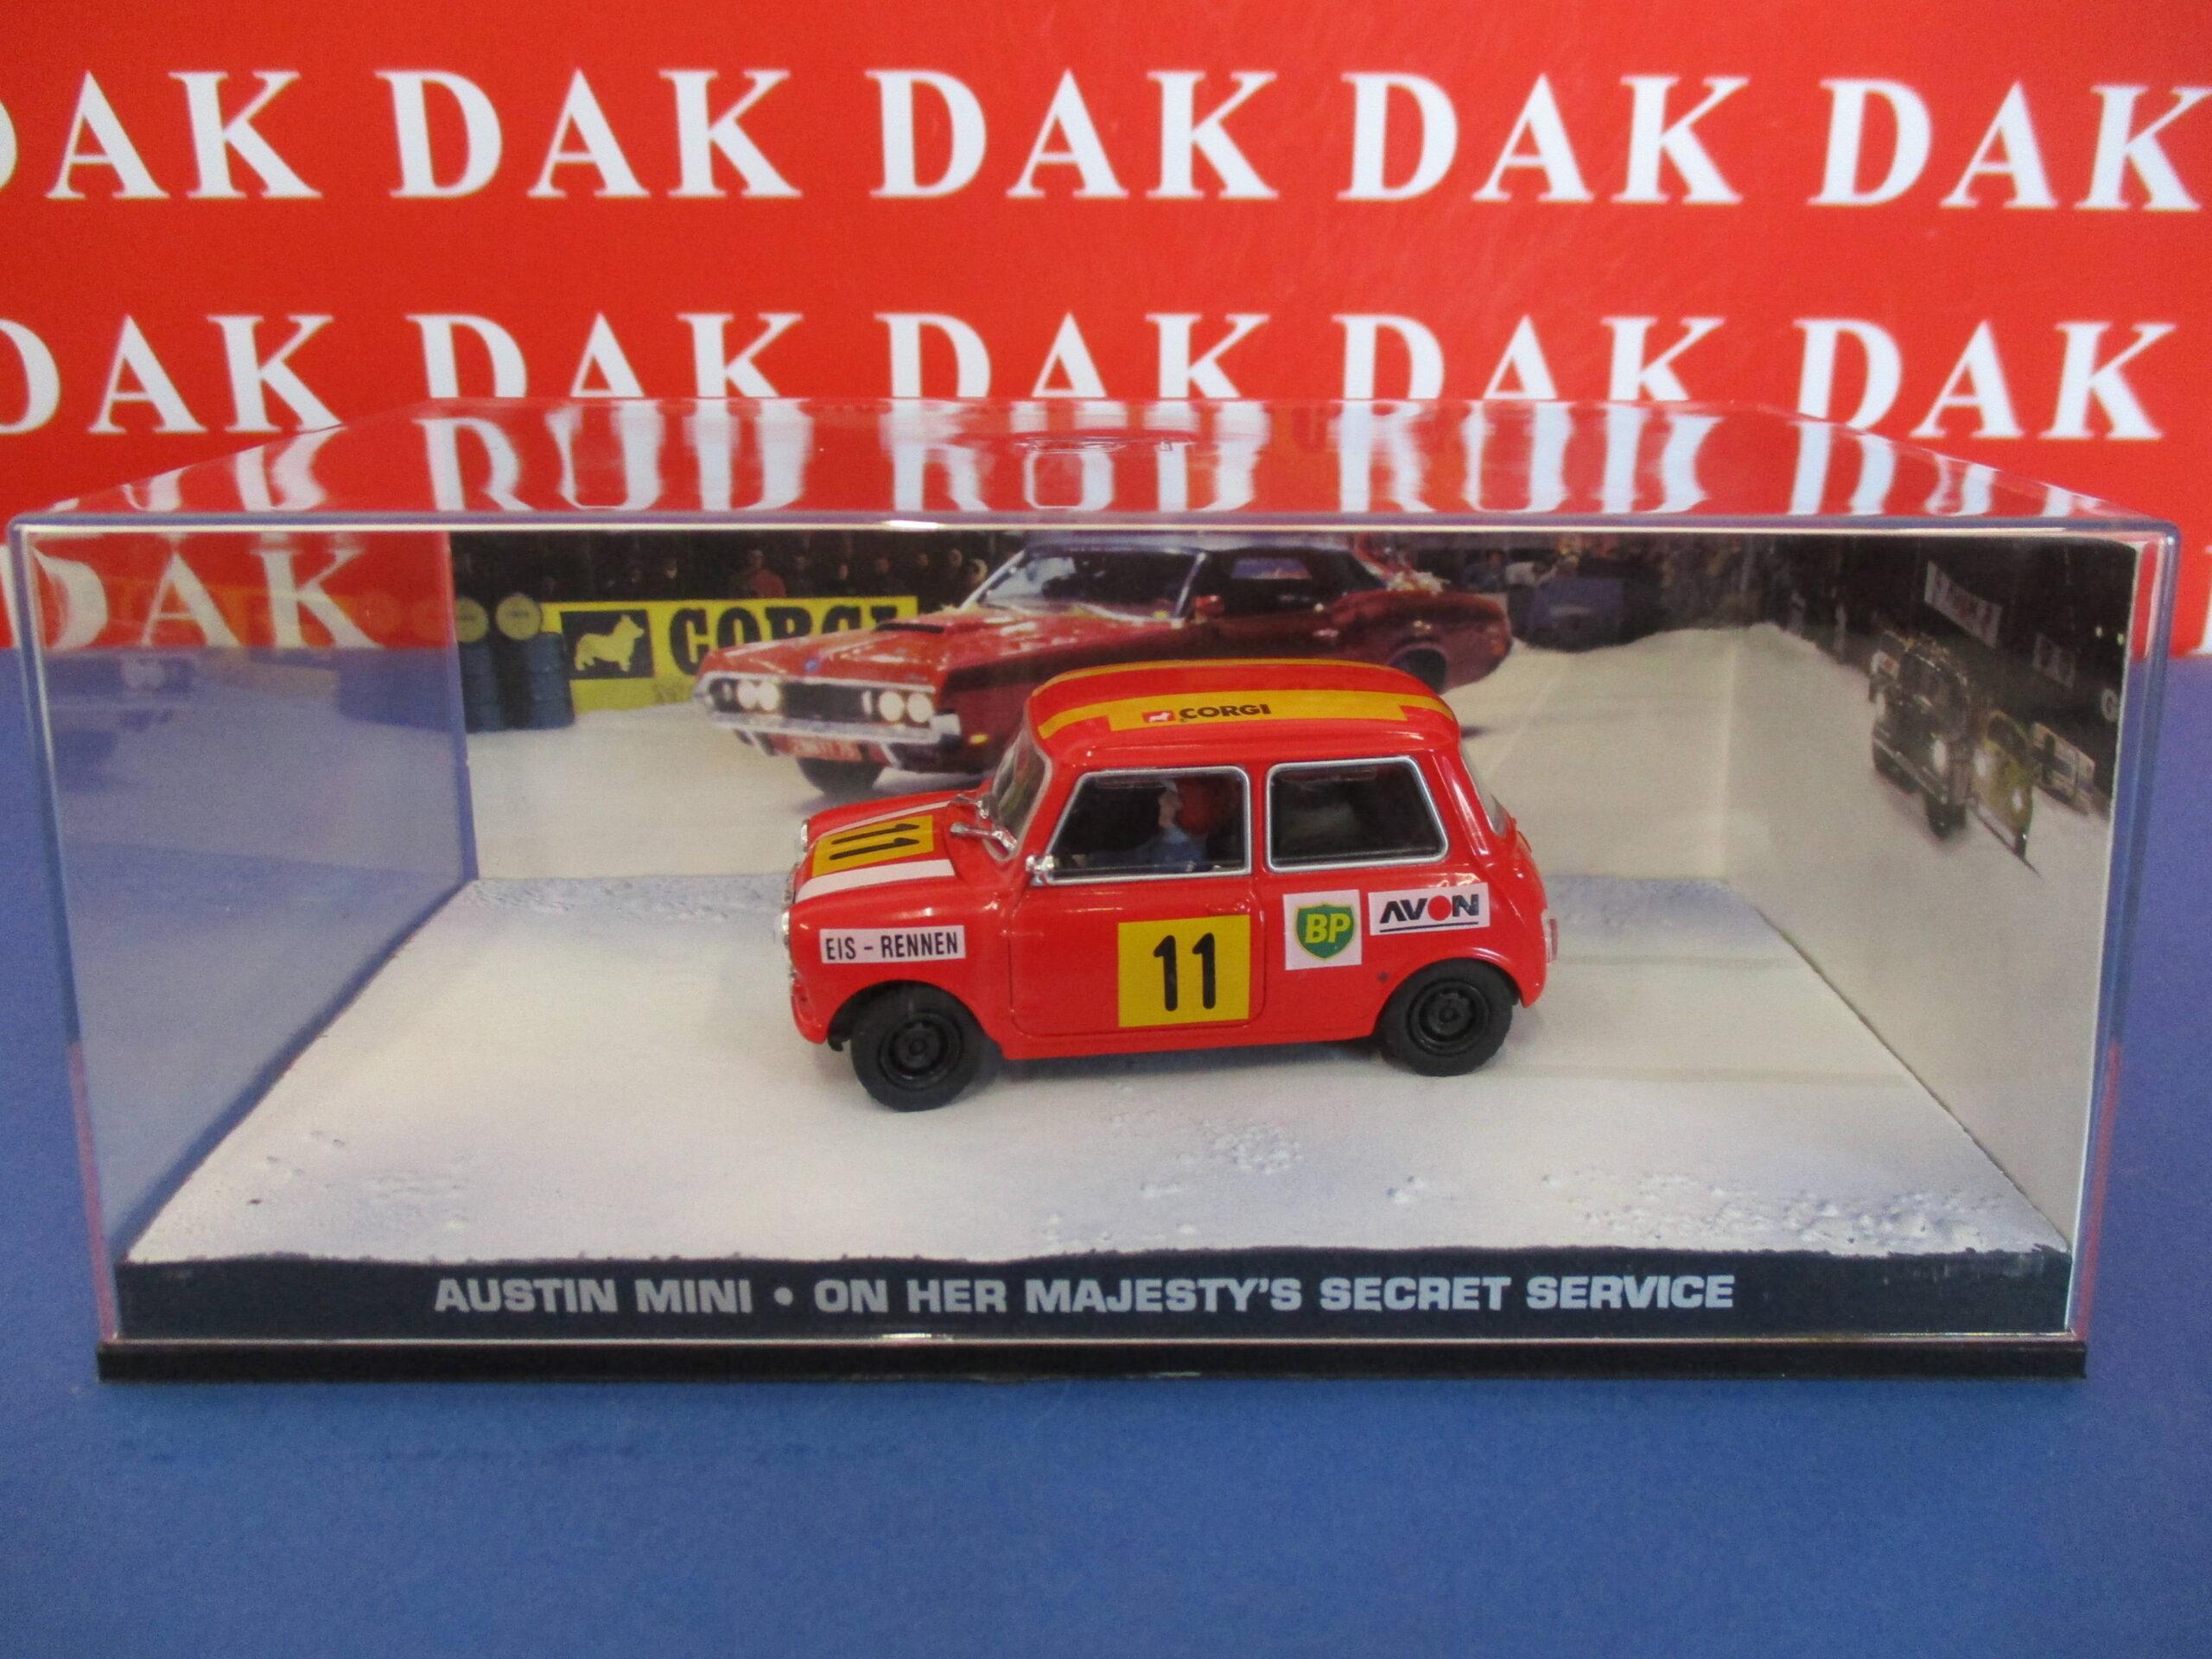 DAK DAK DAK DAK DAK
DAK DAK DAK DAK DAK
DAK
CORGI
CORGI
11
EIS - RENNEN
11
BP
AVON
AUSTIN MINI • ON HER MAJESTY'S SECRET SERVICE